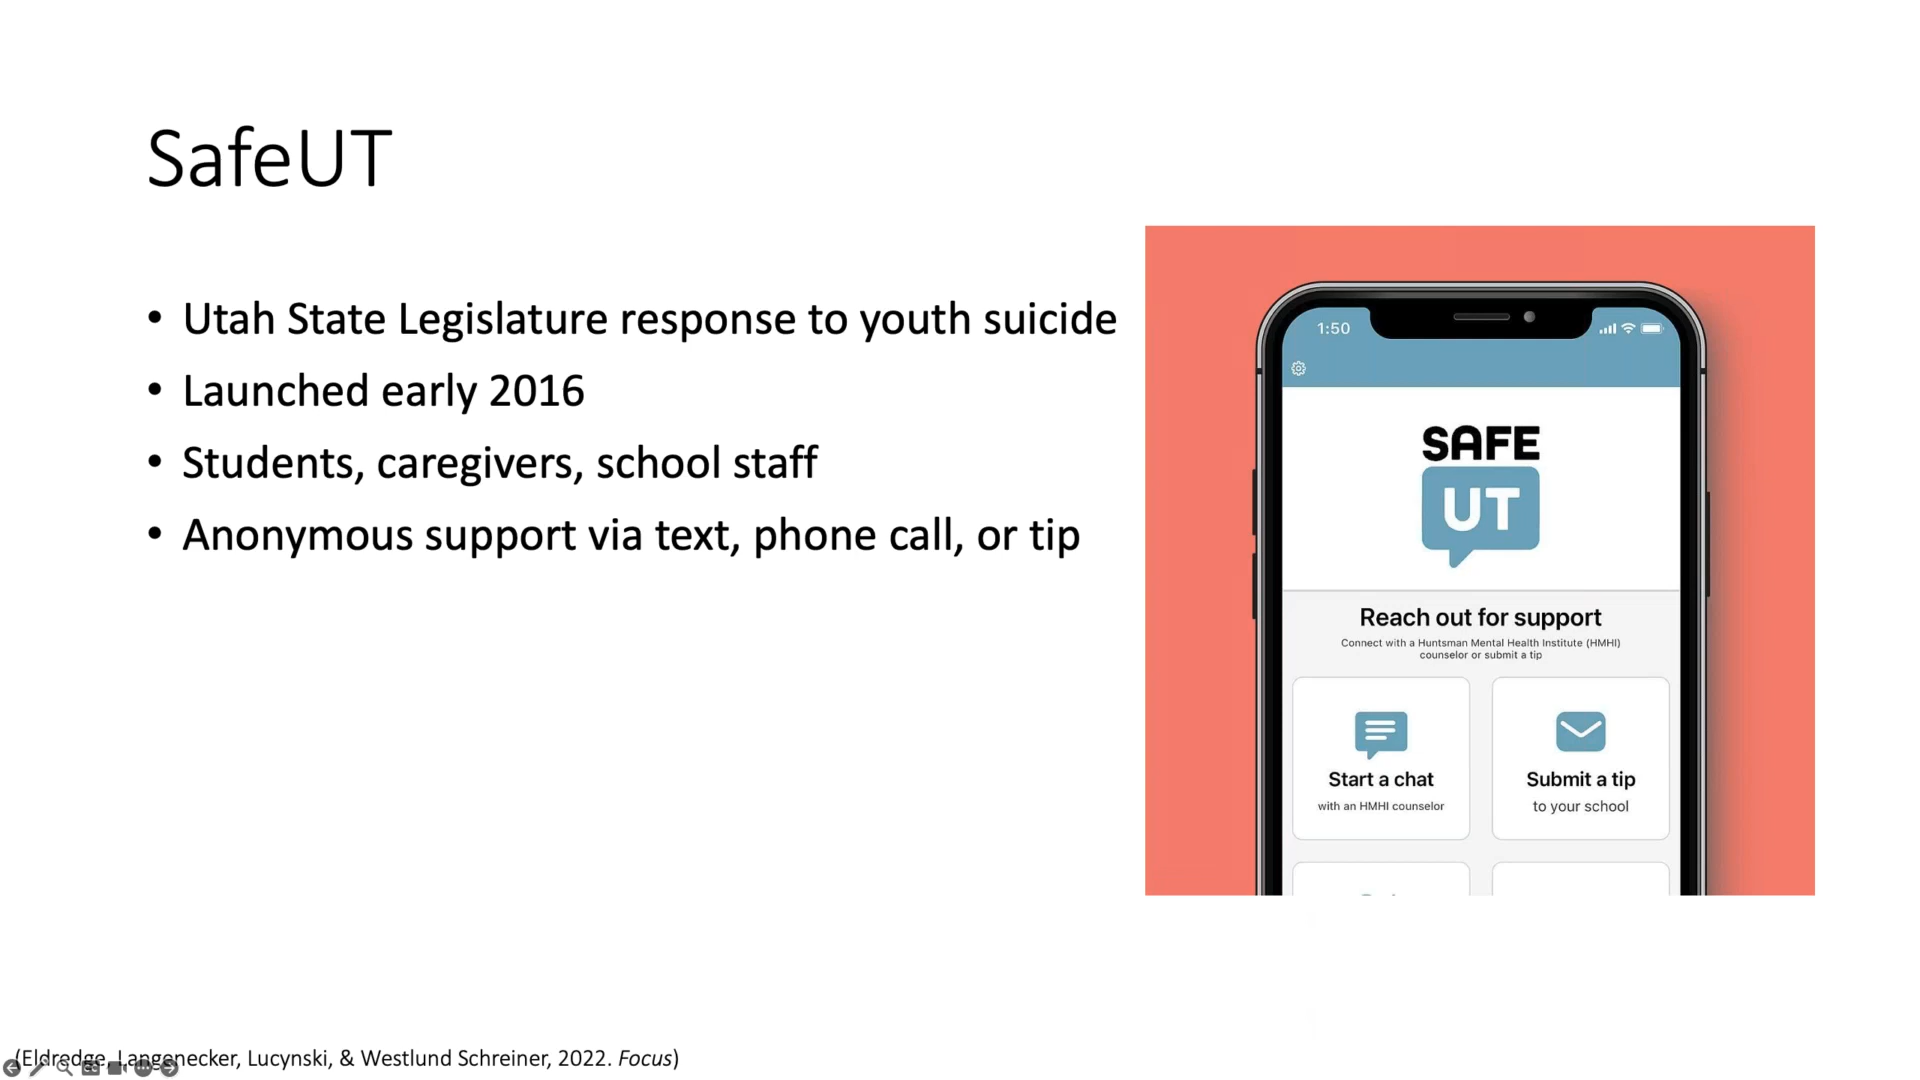 SafeUT
• Utah State Legislature response to youth suicide
• Launched early 2016
• Students, caregivers, school staff
• Anonymous support via text, phone call, or tip
1:50
SAFE
UT
Reach out for support
Connect with a Huntsman Mental Health Institute (HMHI)
counselor or submit a tip
Start a chat
with an HMHI counselor
Submit a tip
to your school
(Eldredge, Langenecker, Lucynski, & Westlund Schreiner, 2022. Focus)